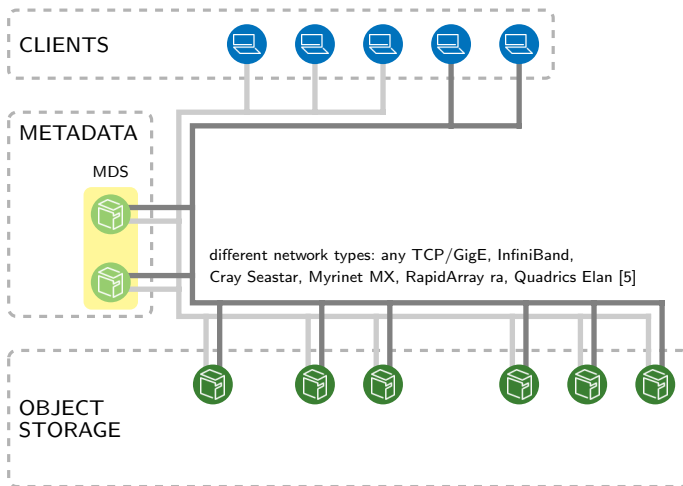 CLIENTS
METADATA
MDS
different network types: any TCP/GigE, InfiniBand,
Cray Seastar, Myrinet MX, RapidArray ra, Quadrics Elan [5]
OBJECT
STORAGE